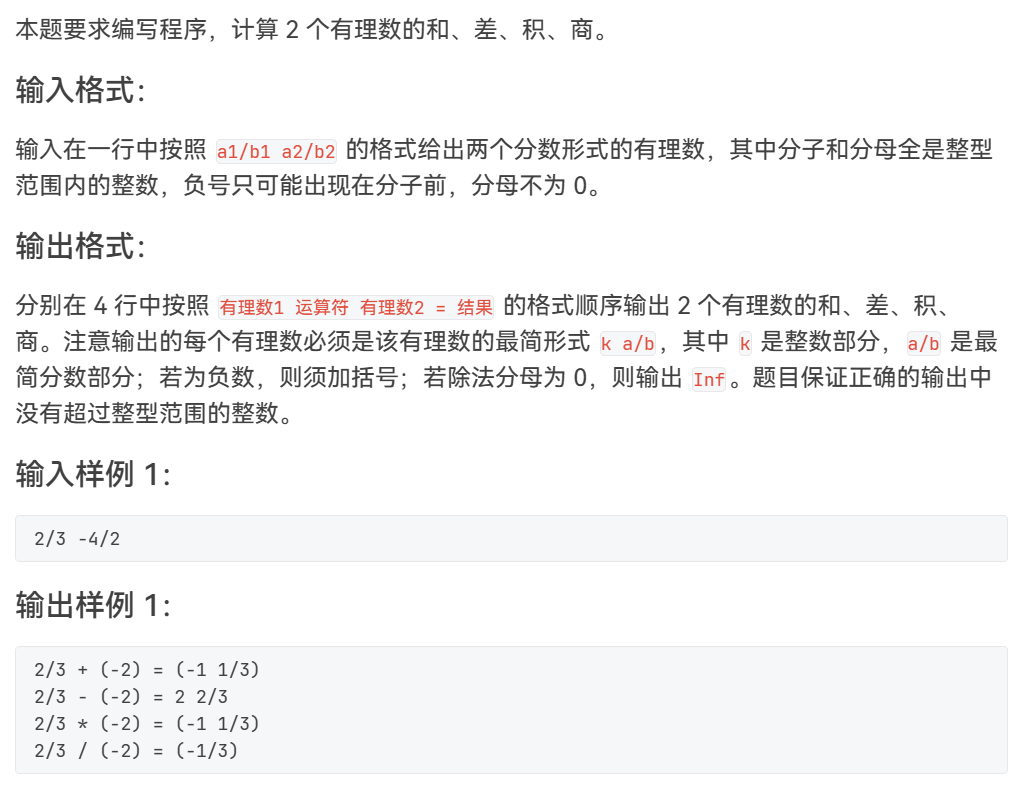 本题要求编写程序，计算 2 个有理数的和、差、积、商。
输入格式：
输入在一行中按照 a1/b1 a2/b2 的格式给出两个分数形式的有理数，其中分子和分母全是整型
范围内的整数，负号只可能出现在分子前，分母不为 0。
输出格式：
分别在 4 行中按照 有理数1 运算符 有理数2 = 结果 的格式顺序输出 2 个有理数的和、差、积、
商。注意输出的每个有理数必须是该有理数的最简形式 k a/b，其中 k 是整数部分，a/b 是最
简分数部分；若为负数，则须加括号；若除法分母为 0，则输出 Inf。题目保证正确的输出中
没有超过整型范围的整数。
输入样例 1：
2/3 -4/2
输出样例 1：
2/3 + (-2) = (-1 1/3)
2/3 - (-2) = 2 2/3
2/3 * (-2) = (-1 1/3)
2/3 / (-2) = (-1/3)